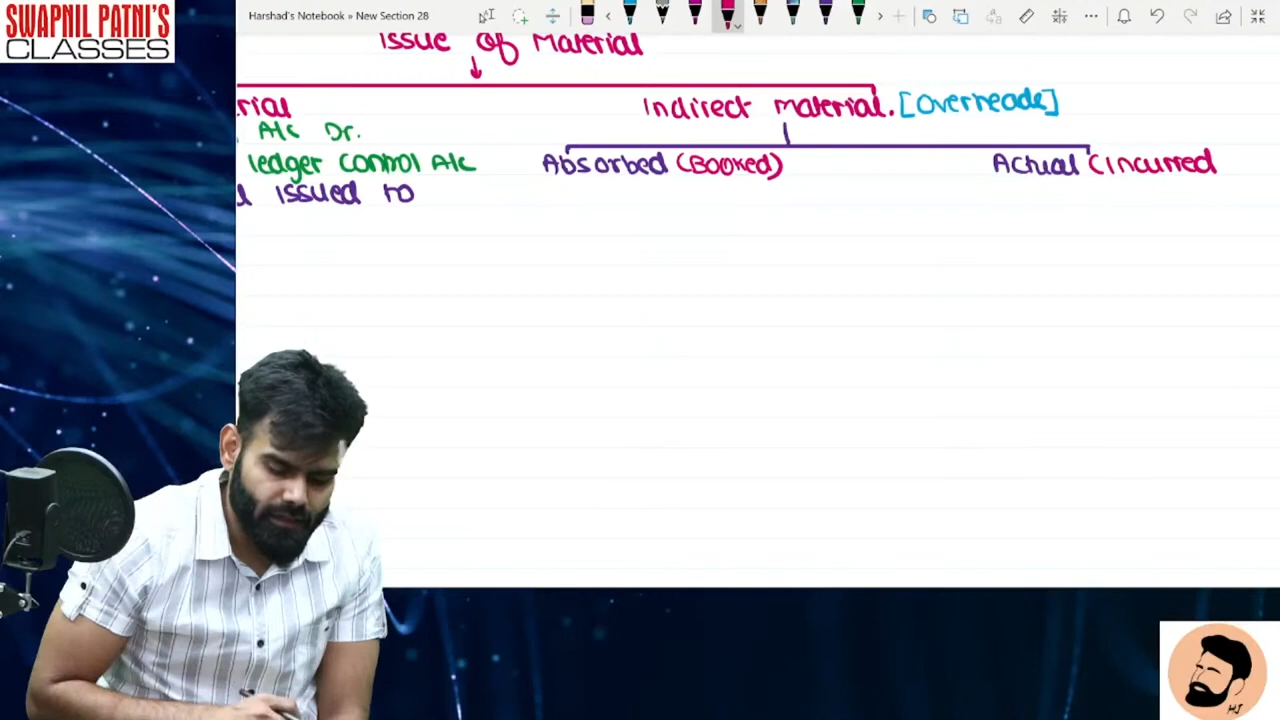 SWAPNIL PATNI'S
CLASSES
Harshad's Notebook » New Section 28
Issue of Material
rial
Indirect material. [Overheads]
A/c Dr.
ledger control A/c
Absorbed (Booked)
Actual (Incurred
issued to
HJ